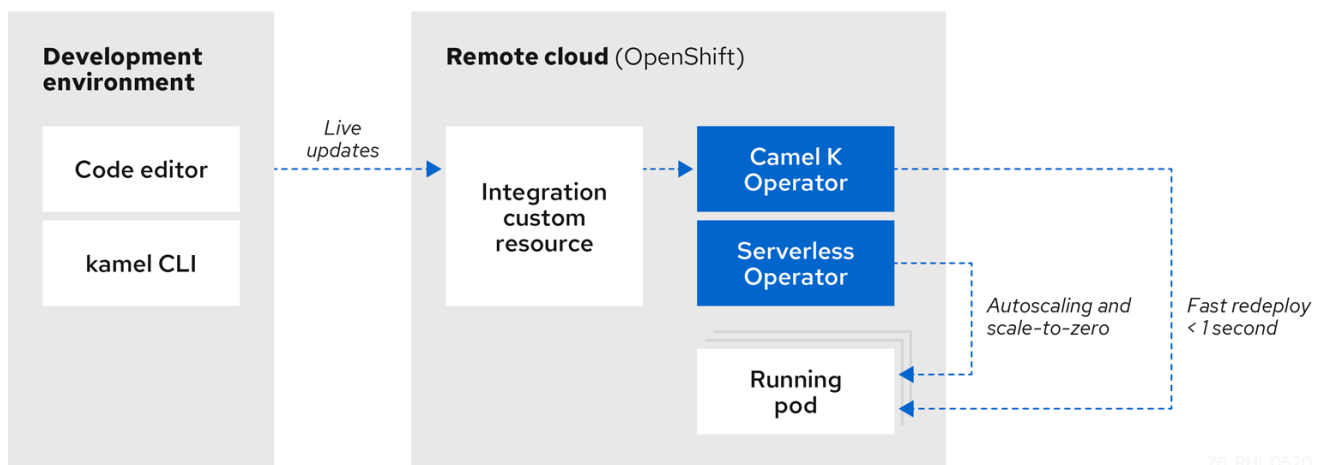 Development
environment
Code editor
kamel CLI
Live
updates
Remote cloud (OpenShift)
Integration
custom
resource
Camel K
Operator
Serverless
Operator
Running
pod
Autoscaling and
scale-to-zero
Fast redeploy
< 1 second